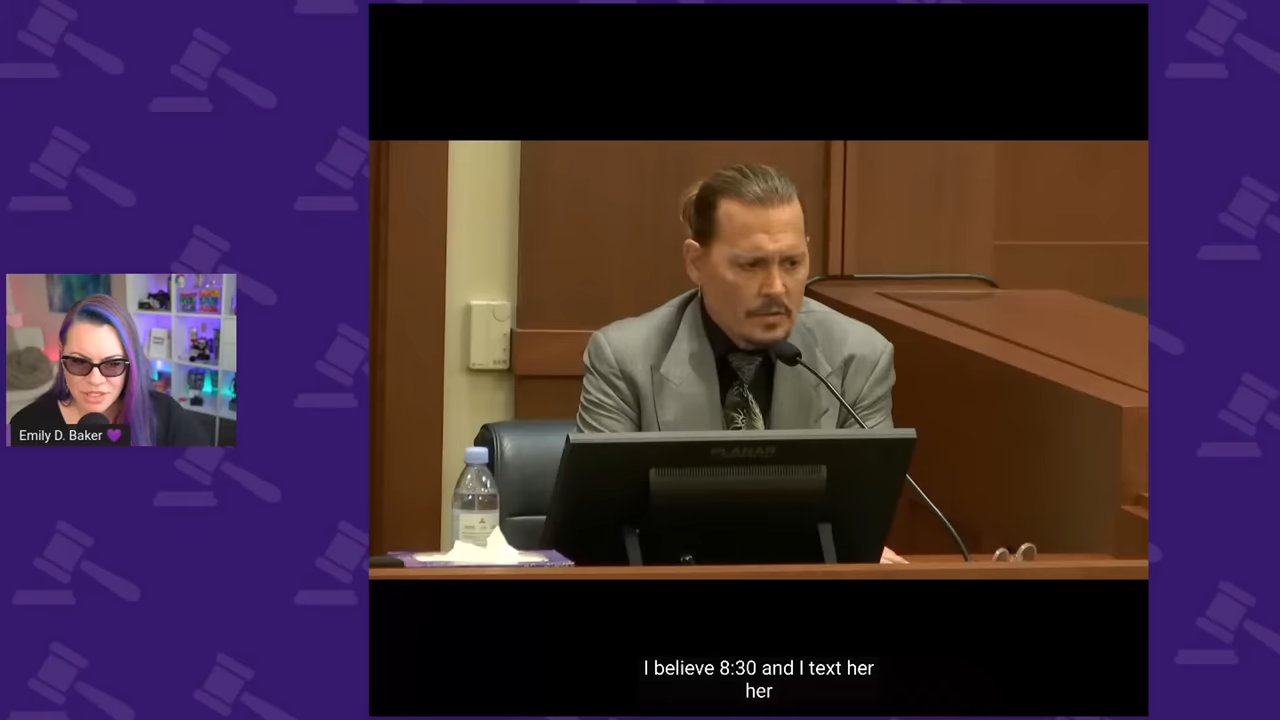 PLANAR
Emily D. Baker 💜
I believe 8:30 and I text her
her